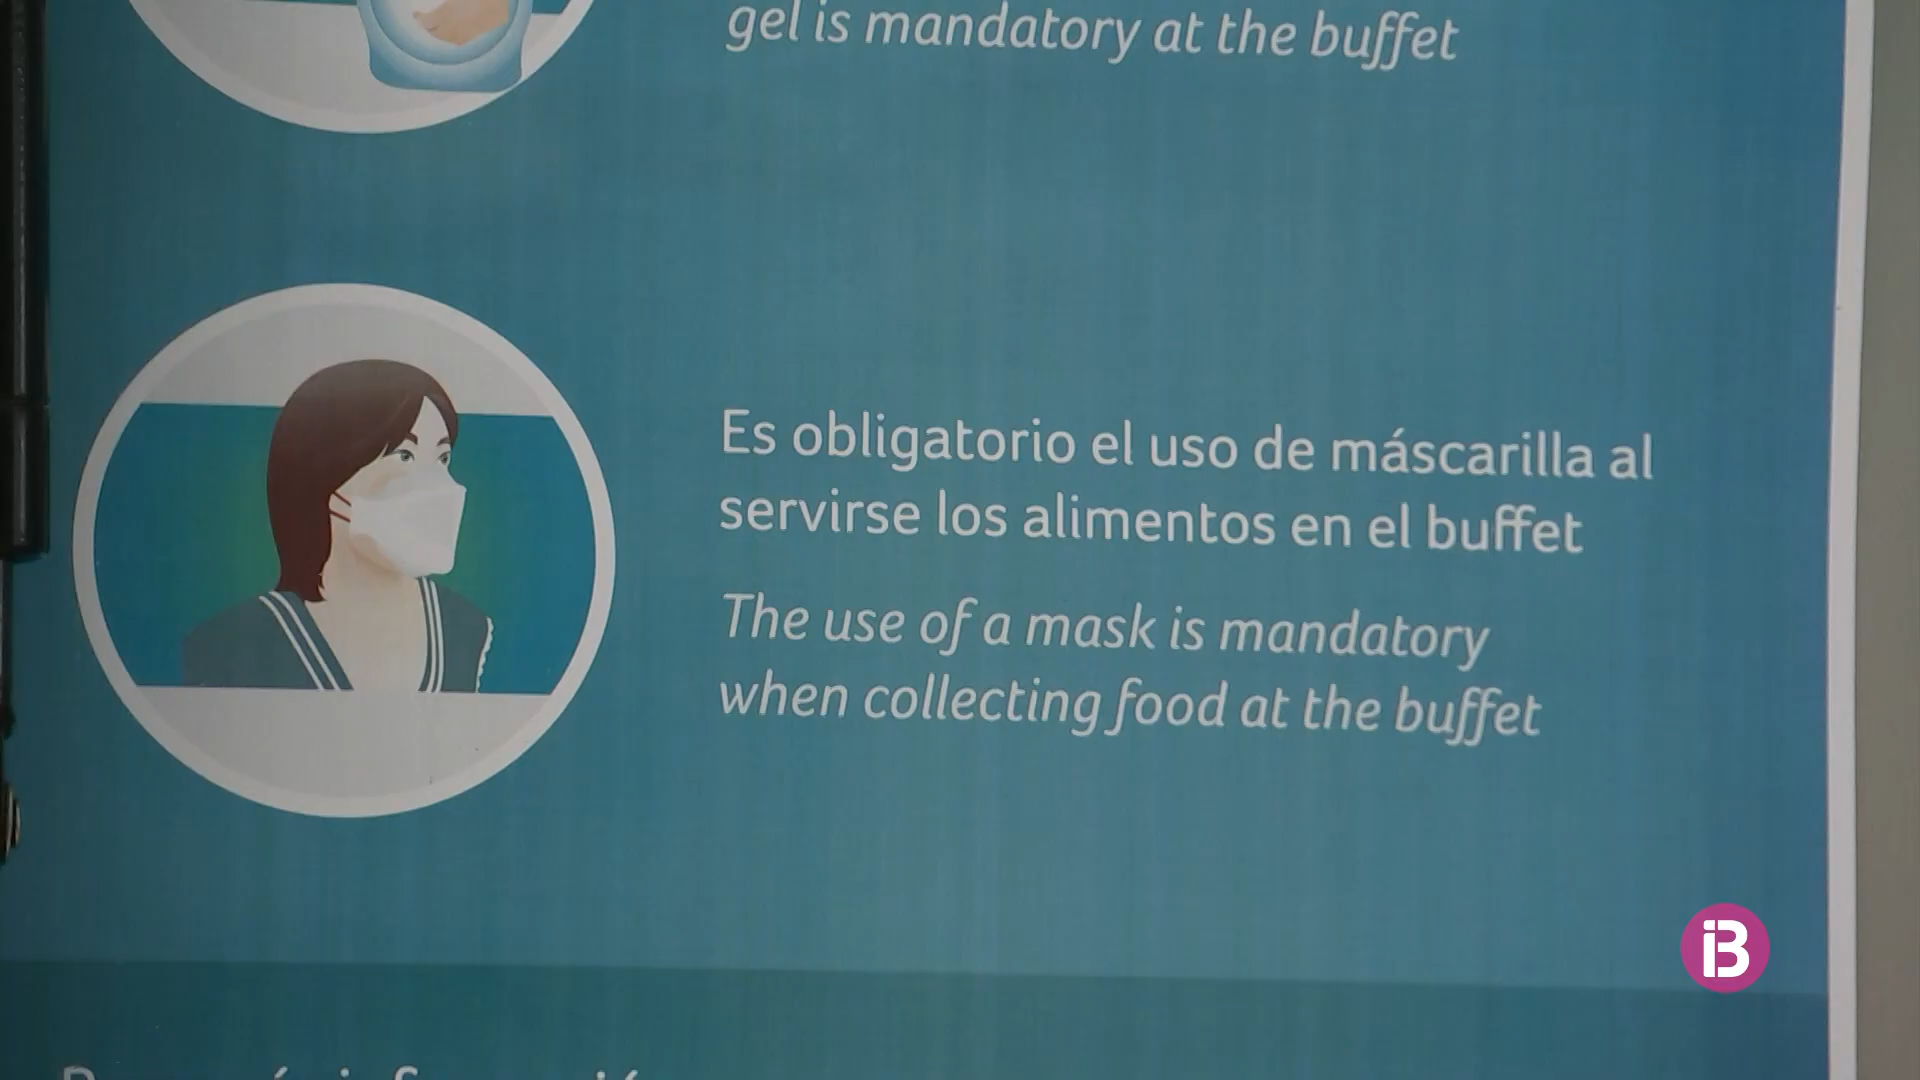 gel is mandatory at the buffet
Es obligatorio el uso de máscarilla al
servirse los alimentos en el buffet
The use of a mask is mandatory
when collecting food at the buffet
iB